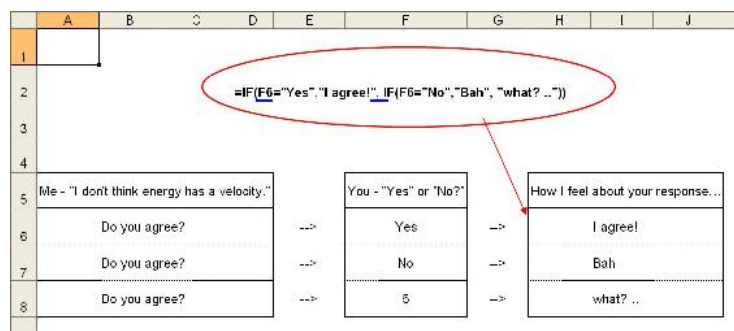 A B C D E F G H I J
1
2 =IF(F6="Yes","I agree!", IF(F6="No","Bah", "what? .."))
3
4
5 Me - "I don't think energy has a velocity." You - "Yes" or "No?" How I feel about your response...
6 Do you agree? --> Yes --> I agree!
7 Do you agree? --> No --> Bah
8 Do you agree? --> 5 --> what? ..